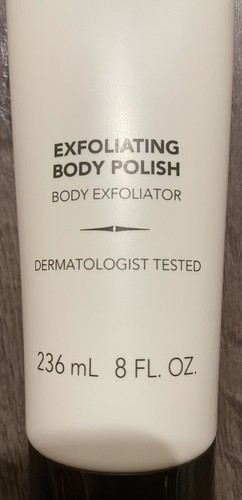 EXFOLIATING
BODY POLISH
BODY EXFOLIATOR
DERMATOLOGIST TESTED
236 mL 8 FL. OZ.